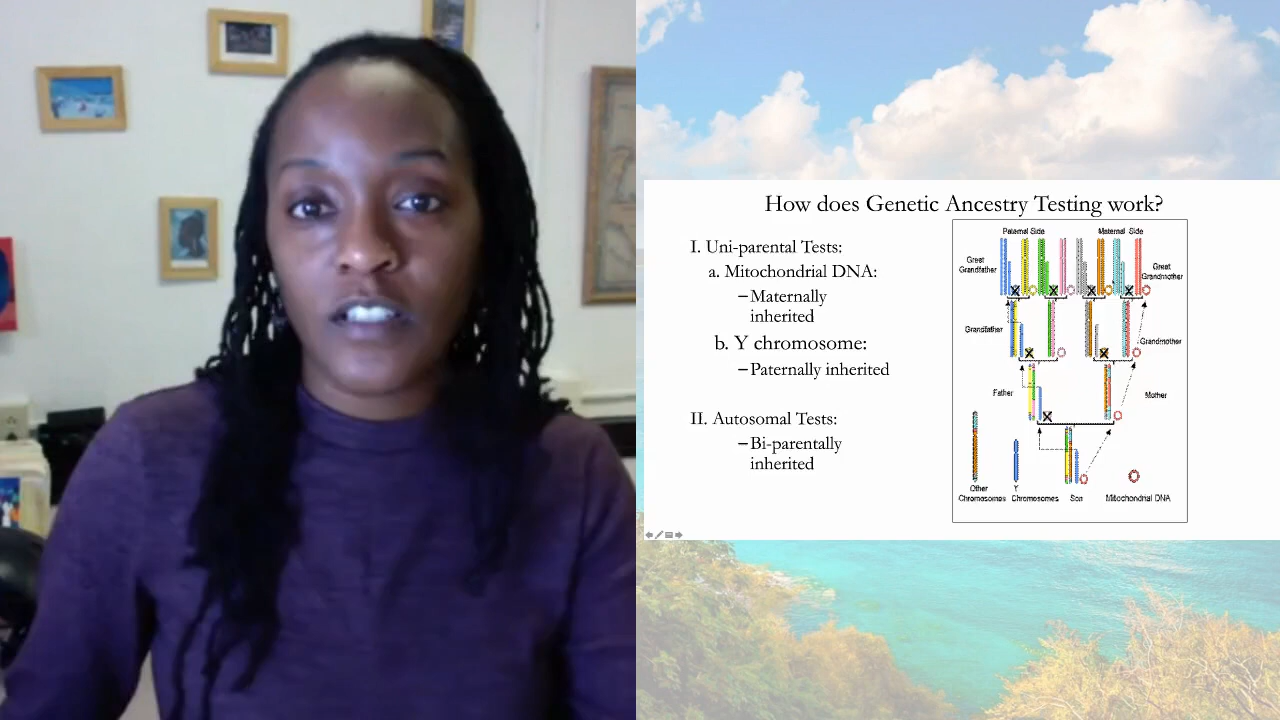 How does Genetic Ancestry Testing work?
I. Uni-parental Tests:
a. Mitochondrial DNA:
–Maternally
inherited
b. Y chromosome:
–Paternally inherited
II. Autosomal Tests:
–Bi-parentally
inherited
Paternal Side
Maternal Side
Great
Grandfather
Great
Grandmother
Grandfather
Grandmother
Father
Mother
Other
Chromosomes
Y
Chromosomes
Son
Mitochondrial DNA